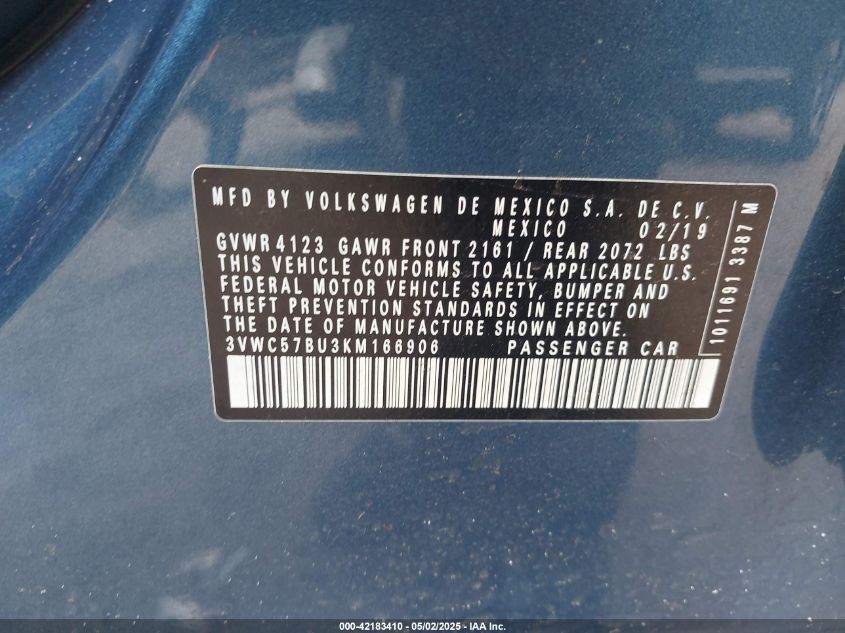 MFD BY VOLKSWAGEN DE MEXICO S.A. DE C.V.
MEXICO 02/19
GVWR 4123 GAWR FRONT 2161 / REAR 2072 LBS
THIS VEHICLE CONFORMS TO ALL APPLICABLE U.S.
FEDERAL MOTOR VEHICLE SAFETY, BUMPER AND
THEFT PREVENTION STANDARDS IN EFFECT ON
THE DATE OF MANUFACTURE SHOWN ABOVE.
3VWC57BU3KM166906 PASSENGER CAR
1011691 3387 M
000-42183410 - 05/02/2025 - IAA Inc.